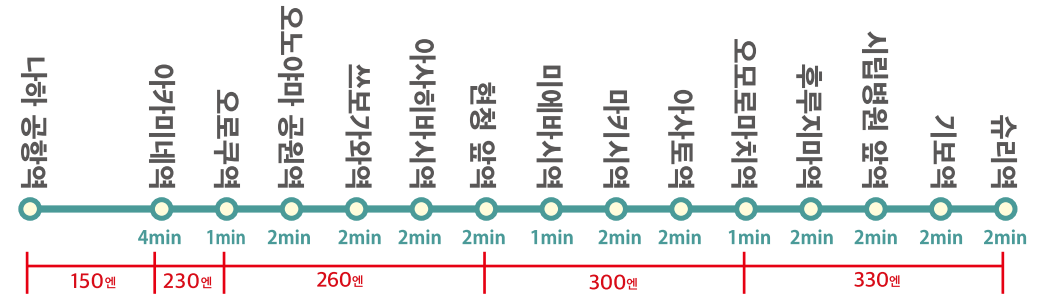 나하 공항역
아카미네역
오로쿠역
오노야마 공원역
쯔보가와역
아사히바시역
현청 앞역
미에바시역
마키시역
아사토역
오모로마치역
후루지마역
시립병원 앞역
기보역
슈리역
4min 1min 2min 2min 2min 2min 1min 2min 2min 1min 2min 2min 2min 2min
150엔 230엔 260엔 300엔 330엔